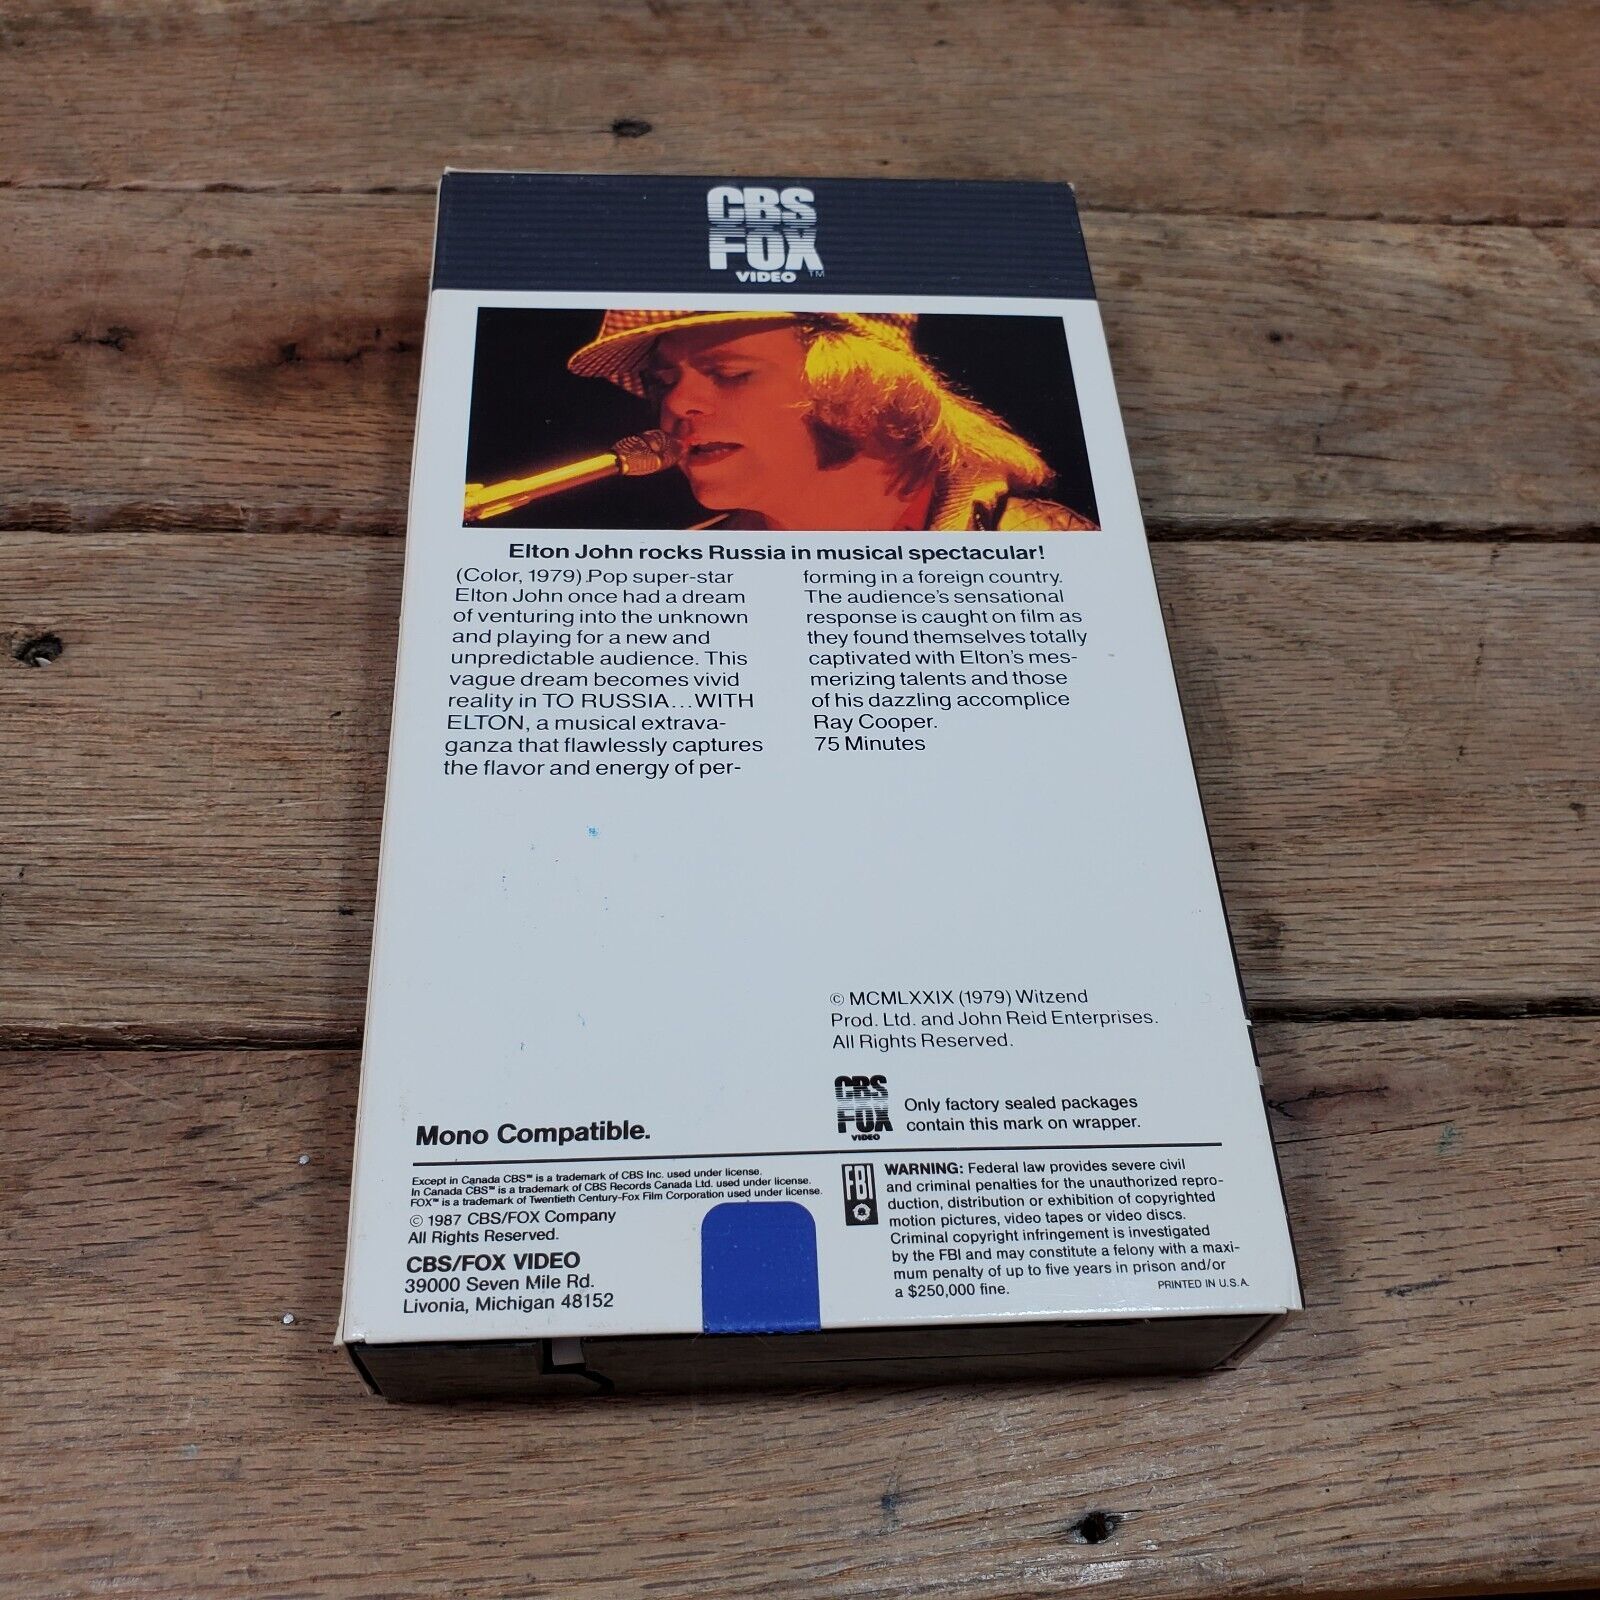 CBS
FOX
VIDEO ™
Elton John rocks Russia in musical spectacular!
(Color, 1979) Pop super-star
Elton John once had a dream
of venturing into the unknown
and playing for a new and
unpredictable audience. This
vague dream becomes vivid
reality in TO RUSSIA...WITH
ELTON, a musical extrava-
ganza that flawlessly captures
the flavor and energy of per-
forming in a foreign country.
The audience's sensational
response is caught on film as
they found themselves totally
captivated with Elton's mes-
merizing talents and those
of his dazzling accomplice
Ray Cooper.
75 Minutes
© MCMLXXIX (1979) Witzend
Prod. Ltd. and John Reid Enterprises.
All Rights Reserved.
CBS
FOX
VIDEO
Only factory sealed packages
contain this mark on wrapper.
Mono Compatible.
Except in Canada CBS™ is a trademark of CBS Inc. used under license.
In Canada CBS™ is a trademark of CBS Records Canada Ltd. used under license.
FOX™ is a trademark of Twentieth Century-Fox Film Corporation used under license.
© 1987 CBS/FOX Company
All Rights Reserved.
CBS/FOX VIDEO
39000 Seven Mile Rd.
Livonia, Michigan 48152
FBI
WARNING: Federal law provides severe civil
and criminal penalties for the unauthorized repro-
duction, distribution or exhibition of copyrighted
motion pictures, video tapes or video discs.
Criminal copyright infringement is investigated
by the FBI and may constitute a felony with a maxi-
mum penalty of up to five years in prison and/or
a $250,000 fine.
PRINTED IN U.S.A.